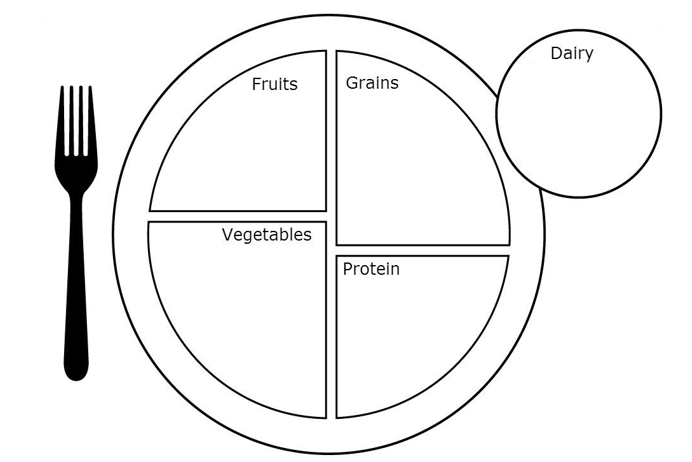 Dairy
Fruits
Grains
Vegetables
Protein